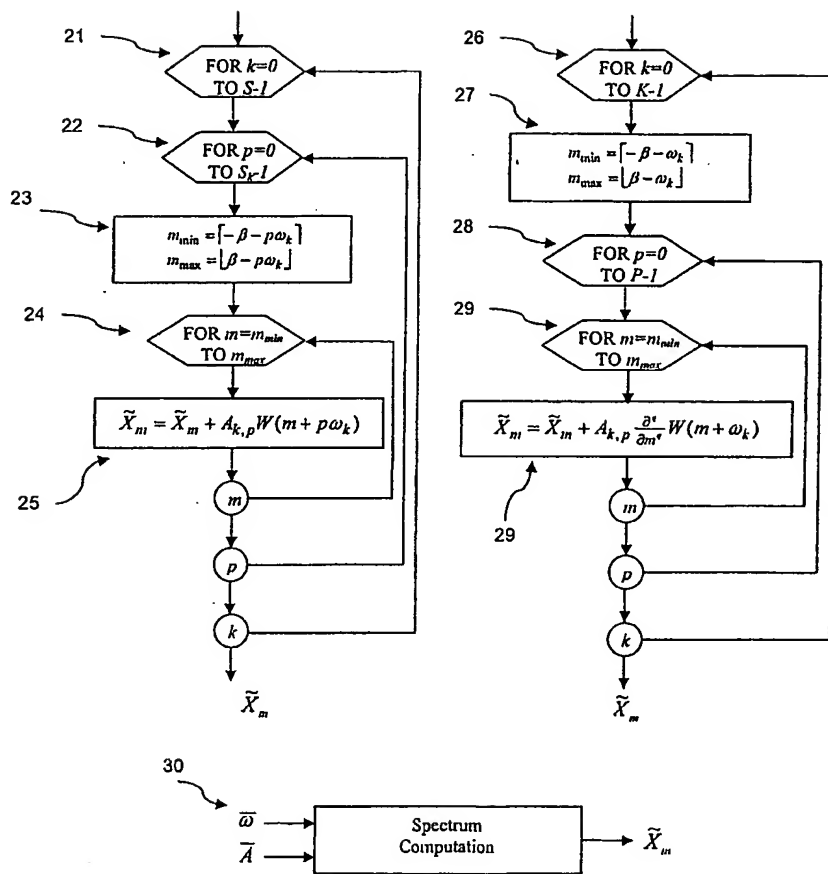 21
FOR k=0
TO S-1
22
FOR p=0
TO S_k-1
23
m_min = ⌈-β - pω_k⌉
m_max = ⌊β - pω_k⌋
24
FOR m=m_min
TO m_max
X̃_m = X̃_m + A_{k,p} W(m + pω_k)
25
m
p
k
X̃_m
26
FOR k=0
TO K-1
27
m_min = ⌈-β - ω_k⌉
m_max = ⌊β - ω_k⌋
28
FOR p=0
TO P-1
29
FOR m=m_min
TO m_max
X̃_m = X̃_m + A_{k,p} ∂^q/∂m^q W(m + ω_k)
29
m
p
k
X̃_m
30
ω̅
A̅
Spectrum
Computation
X̃_m